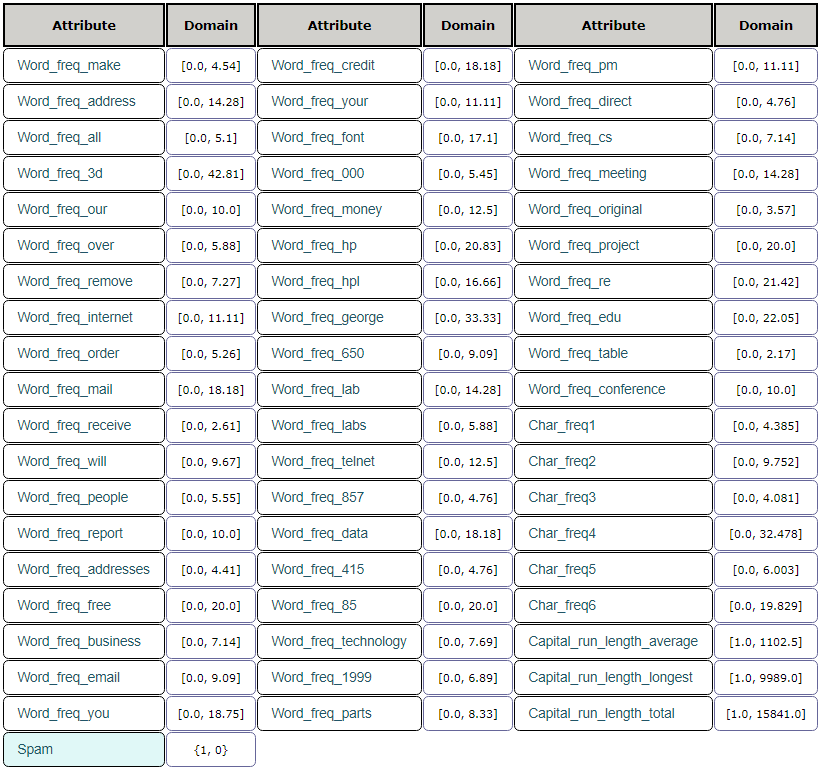 Attribute Domain Attribute Domain Attribute Domain
Word_freq_make [0.0, 4.54] Word_freq_credit [0.0, 18.18] Word_freq_pm [0.0, 11.11]
Word_freq_address [0.0, 14.28] Word_freq_your [0.0, 11.11] Word_freq_direct [0.0, 4.76]
Word_freq_all [0.0, 5.1] Word_freq_font [0.0, 17.1] Word_freq_cs [0.0, 7.14]
Word_freq_3d [0.0, 42.81] Word_freq_000 [0.0, 5.45] Word_freq_meeting [0.0, 14.28]
Word_freq_our [0.0, 10.0] Word_freq_money [0.0, 12.5] Word_freq_original [0.0, 3.57]
Word_freq_over [0.0, 5.88] Word_freq_hp [0.0, 20.83] Word_freq_project [0.0, 20.0]
Word_freq_remove [0.0, 7.27] Word_freq_hpl [0.0, 16.66] Word_freq_re [0.0, 21.42]
Word_freq_internet [0.0, 11.11] Word_freq_george [0.0, 33.33] Word_freq_edu [0.0, 22.05]
Word_freq_order [0.0, 5.26] Word_freq_650 [0.0, 9.09] Word_freq_table [0.0, 2.17]
Word_freq_mail [0.0, 18.18] Word_freq_lab [0.0, 14.28] Word_freq_conference [0.0, 10.0]
Word_freq_receive [0.0, 2.61] Word_freq_labs [0.0, 5.88] Char_freq1 [0.0, 4.385]
Word_freq_will [0.0, 9.67] Word_freq_telnet [0.0, 12.5] Char_freq2 [0.0, 9.752]
Word_freq_people [0.0, 5.55] Word_freq_857 [0.0, 4.76] Char_freq3 [0.0, 4.081]
Word_freq_report [0.0, 10.0] Word_freq_data [0.0, 18.18] Char_freq4 [0.0, 32.478]
Word_freq_addresses [0.0, 4.41] Word_freq_415 [0.0, 4.76] Char_freq5 [0.0, 6.003]
Word_freq_free [0.0, 20.0] Word_freq_85 [0.0, 20.0] Char_freq6 [0.0, 19.829]
Word_freq_business [0.0, 7.14] Word_freq_technology [0.0, 7.69] Capital_run_length_average [1.0, 1102.5]
Word_freq_email [0.0, 9.09] Word_freq_1999 [0.0, 6.89] Capital_run_length_longest [1.0, 9989.0]
Word_freq_you [0.0, 18.75] Word_freq_parts [0.0, 8.33] Capital_run_length_total [1.0, 15841.0]
Spam {1, 0}